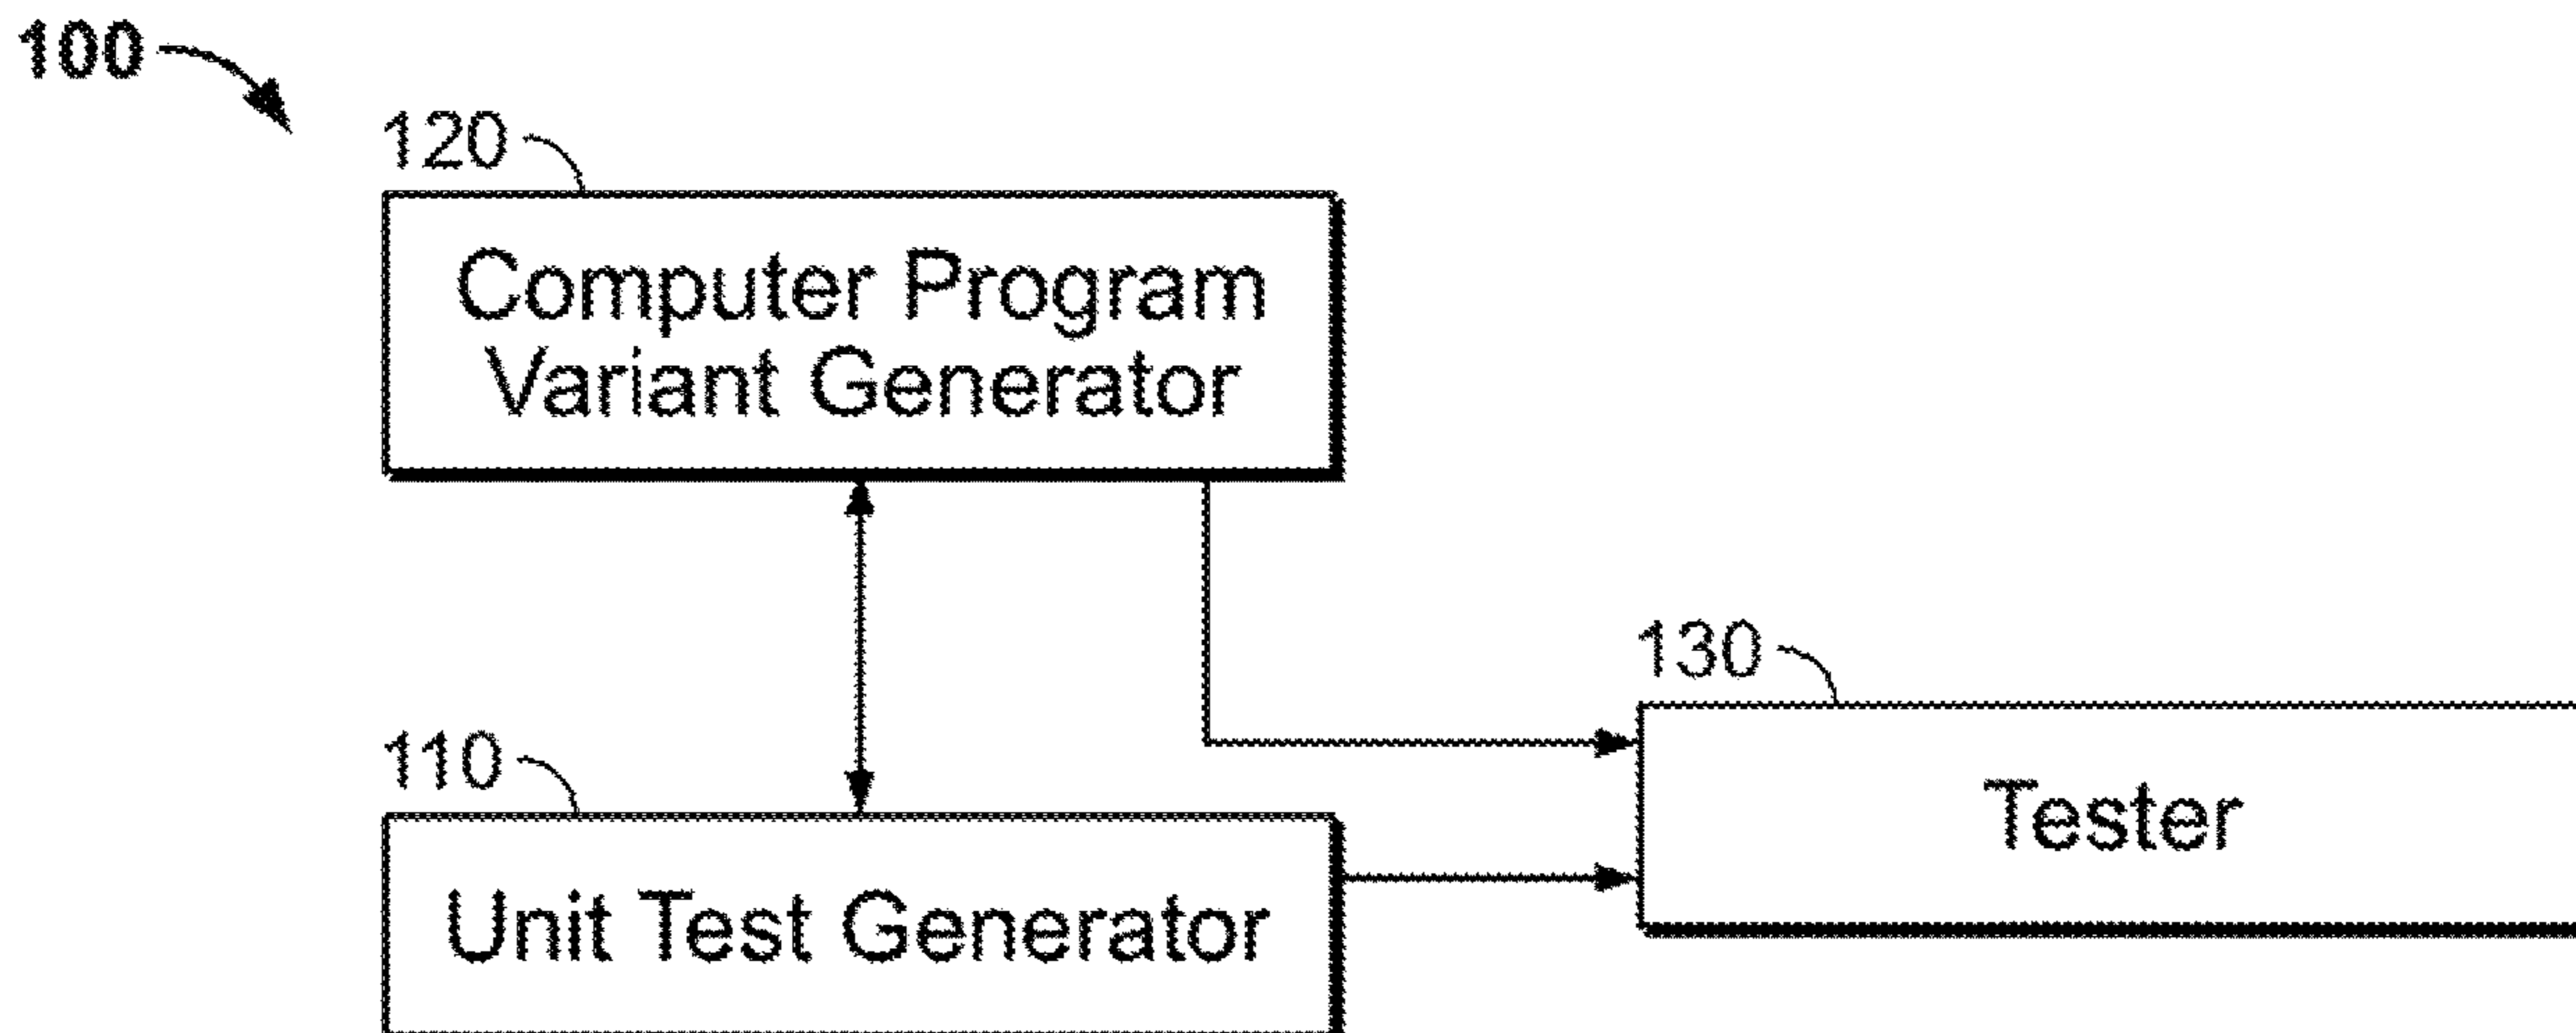 100
120
Computer Program
Variant Generator
130
Tester
110
Unit Test Generator